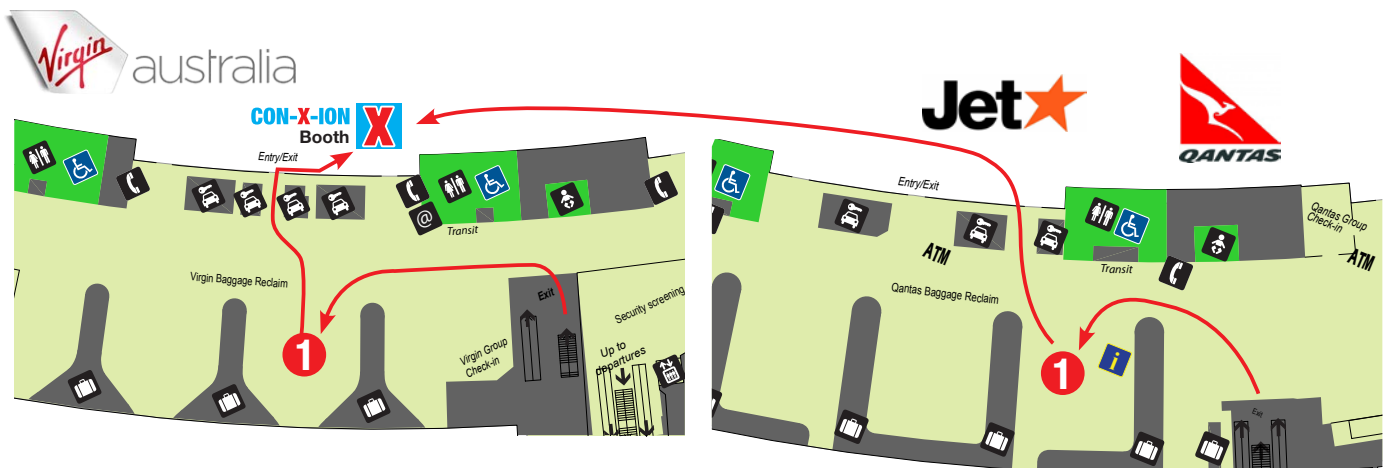 Virgin australia
CON-X-ION
Booth
X
Entry/Exit
@
Transit
Virgin Baggage Reclaim
1
Exit
Security screening
Virgin Group
Check-in
Up to
departures
Jet
QANTAS
Entry/Exit
Qantas Group
Check-in
ATM
ATM
Transit
Qantas Baggage Reclaim
1
i
Exit